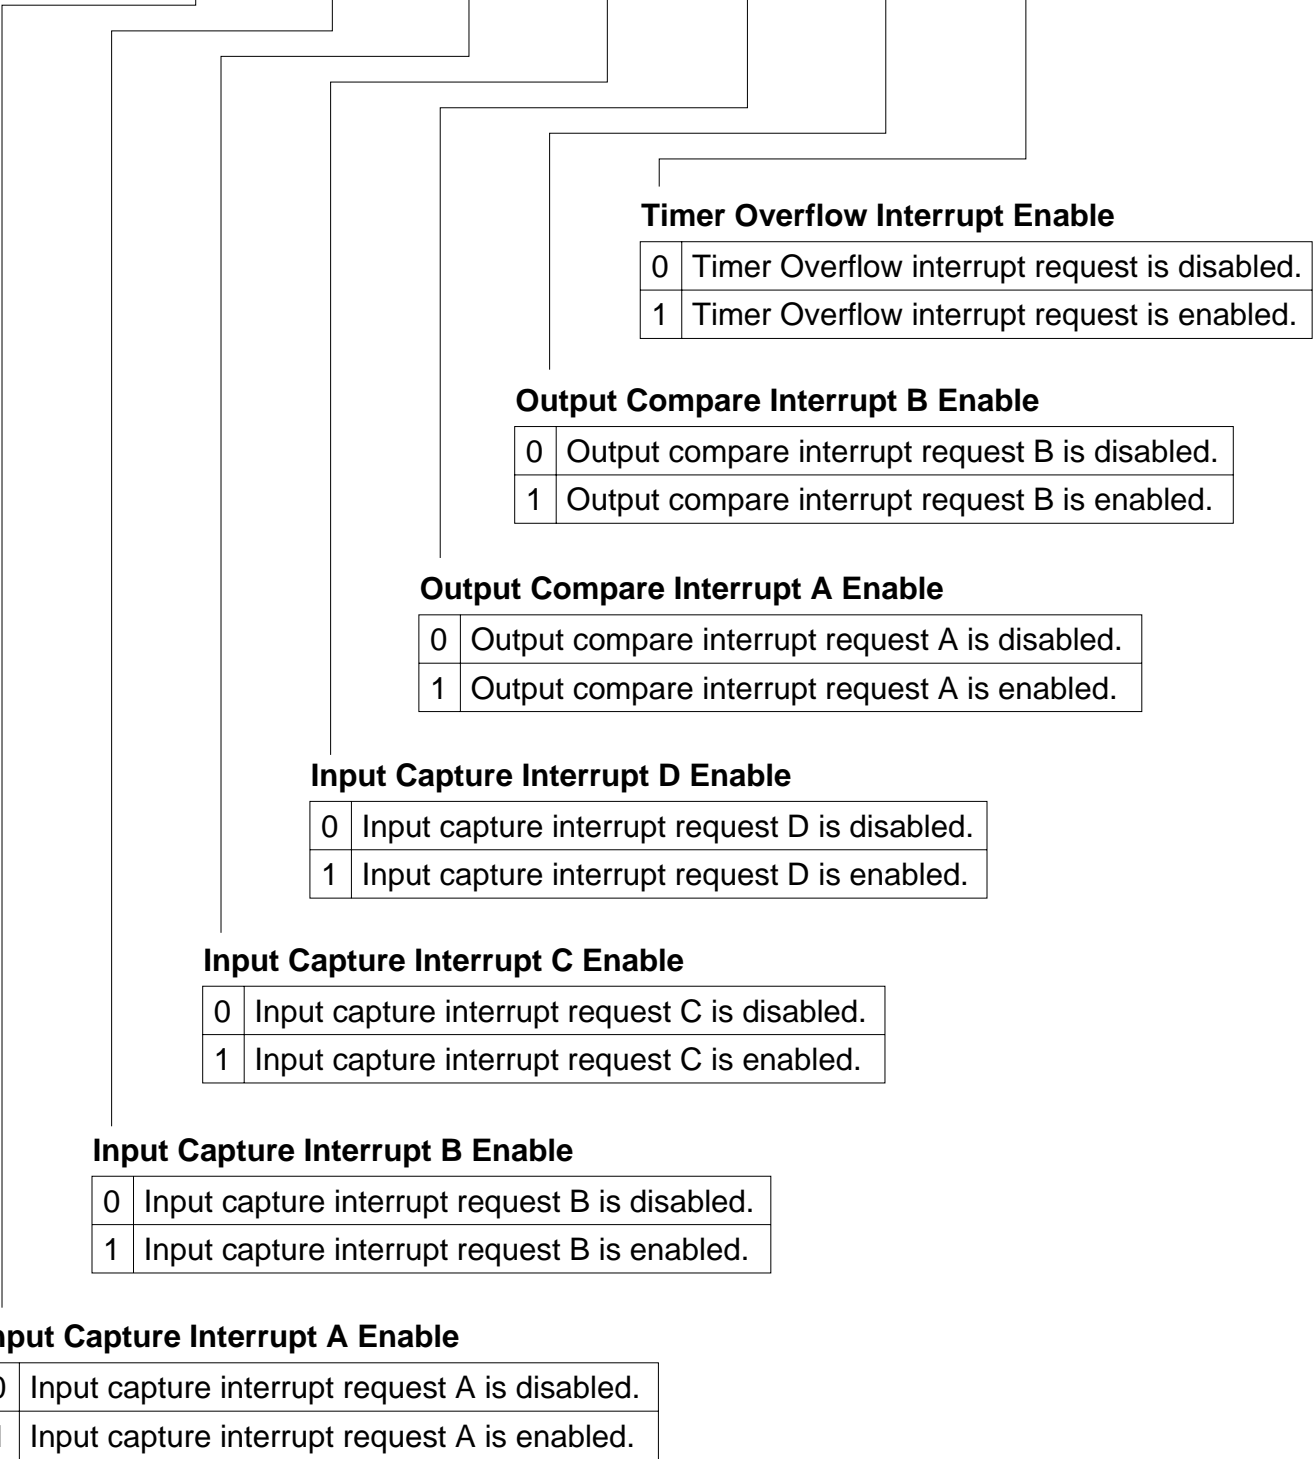 Timer Overflow Interrupt Enable
0 Timer Overflow interrupt request is disabled.
1 Timer Overflow interrupt request is enabled.
Output Compare Interrupt B Enable
0 Output compare interrupt request B is disabled.
1 Output compare interrupt request B is enabled.
Output Compare Interrupt A Enable
0 Output compare interrupt request A is disabled.
1 Output compare interrupt request A is enabled.
Input Capture Interrupt D Enable
0 Input capture interrupt request D is disabled.
1 Input capture interrupt request D is enabled.
Input Capture Interrupt C Enable
0 Input capture interrupt request C is disabled.
1 Input capture interrupt request C is enabled.
Input Capture Interrupt B Enable
0 Input capture interrupt request B is disabled.
1 Input capture interrupt request B is enabled.
nput Capture Interrupt A Enable
0 Input capture interrupt request A is disabled.
Input capture interrupt request A is enabled.